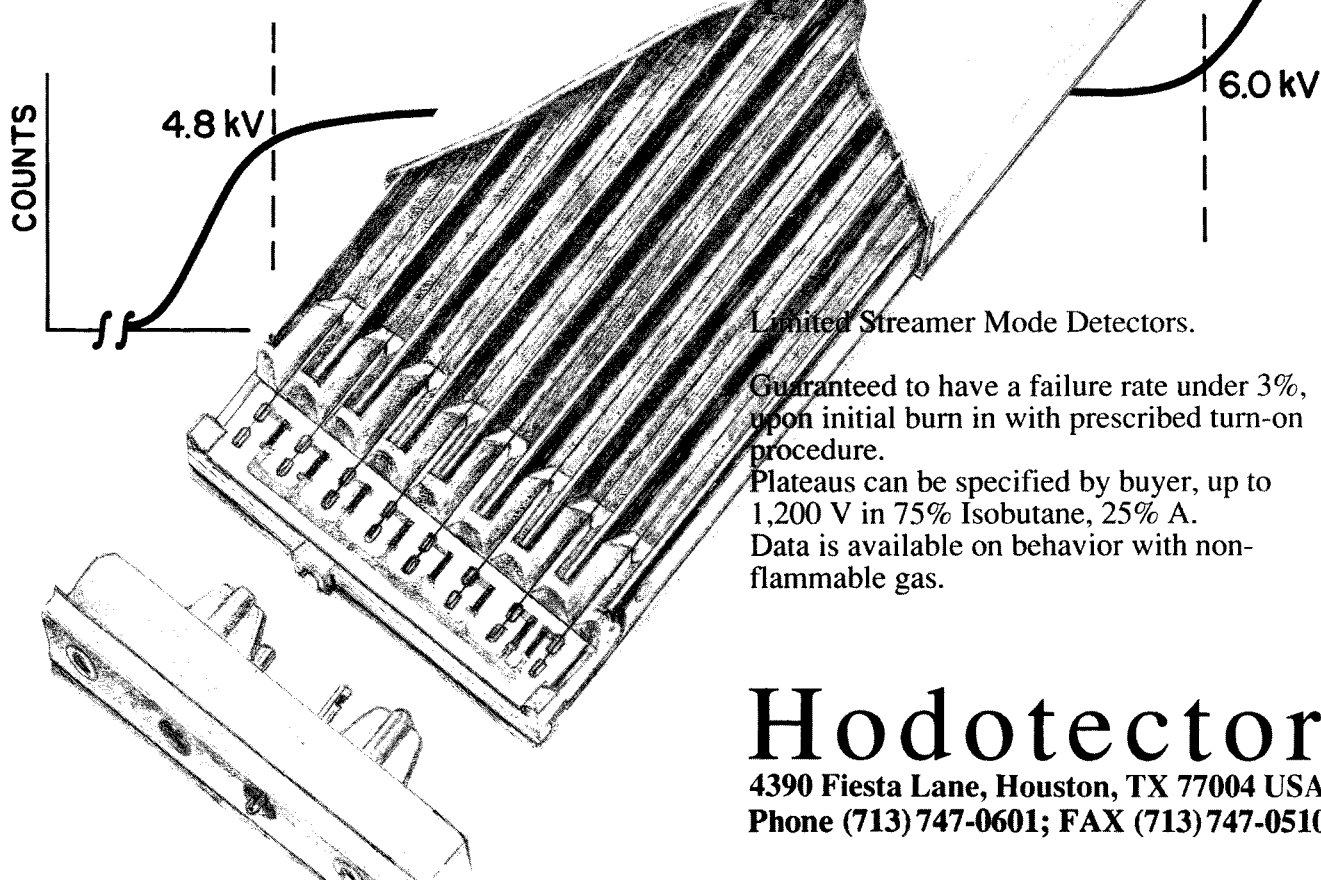 COUNTS
4.8 kV
6.0 kV
Limited Streamer Mode Detectors.
Guaranteed to have a failure rate under 3%,
upon initial burn in with prescribed turn-on
procedure.
Plateaus can be specified by buyer, up to
1,200 V in 75% Isobutane, 25% A.
Data is available on behavior with non-
flammable gas.
Hodotector
4390 Fiesta Lane, Houston, TX 77004 USA
Phone (713) 747-0601; FAX (713) 747-0510